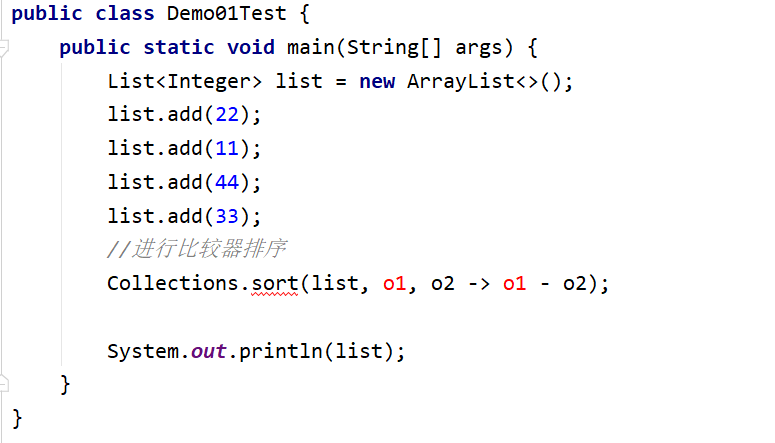 public class Demo01Test {
public static void main(String[] args) {
List<Integer> list = new ArrayList<>();
list.add(22);
list.add(11);
list.add(44);
list.add(33);
//进行比较器排序
Collections.sort(list, o1, o2 -> o1 - o2);
System.out.println(list);
}
}